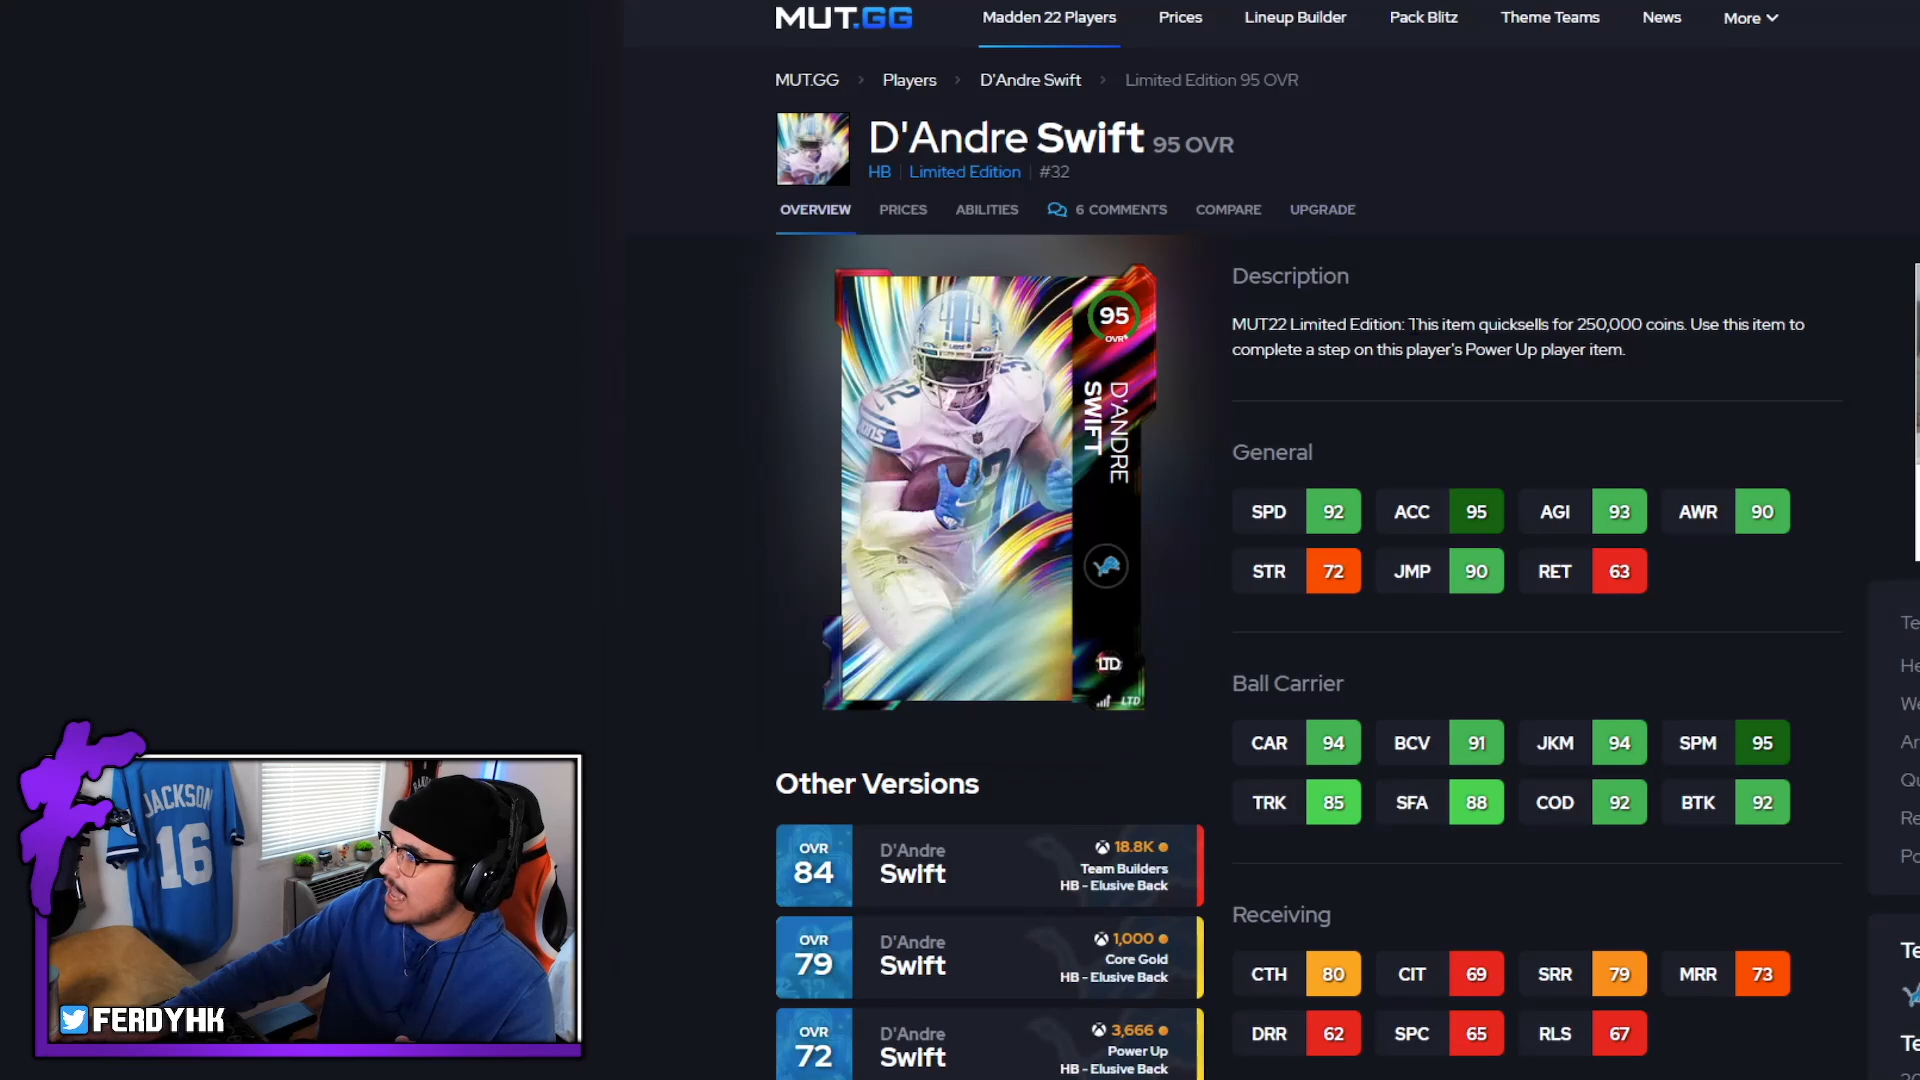 MUT.GG
Madden 22 Players
Prices
Lineup Builder
Pack Blitz
Theme Teams
News
More
MUT.GG > Players > D'Andre Swift > Limited Edition 95 OVR
D'Andre Swift 95 OVR
HB | Limited Edition | #32
OVERVIEW
PRICES
ABILITIES
6 COMMENTS
COMPARE
UPGRADE
95
OVR
D'ANDRE
SWIFT
32
LIONS
LTD
LTD
Description
MUT22 Limited Edition: This item quicksells for 250,000 coins. Use this item to
complete a step on this player's Power Up player item.
General
SPD 92 ACC 95 AGI 93 AWR 90
STR 72 JMP 90 RET 63
Ball Carrier
CAR 94 BCV 91 JKM 94 SPM 95
TRK 85 SFA 88 COD 92 BTK 92
Receiving
CTH 80 CIT 69 SRR 79 MRR 73
DRR 62 SPC 65 RLS 67
Other Versions
OVR
84
D'Andre
Swift
18.8K
Team Builders
HB - Elusive Back
OVR
79
D'Andre
Swift
1,000
Core Gold
HB - Elusive Back
OVR
72
D'Andre
Swift
3,666
Power Up
HB - Elusive Back
JACKSON
16
FERDYHK